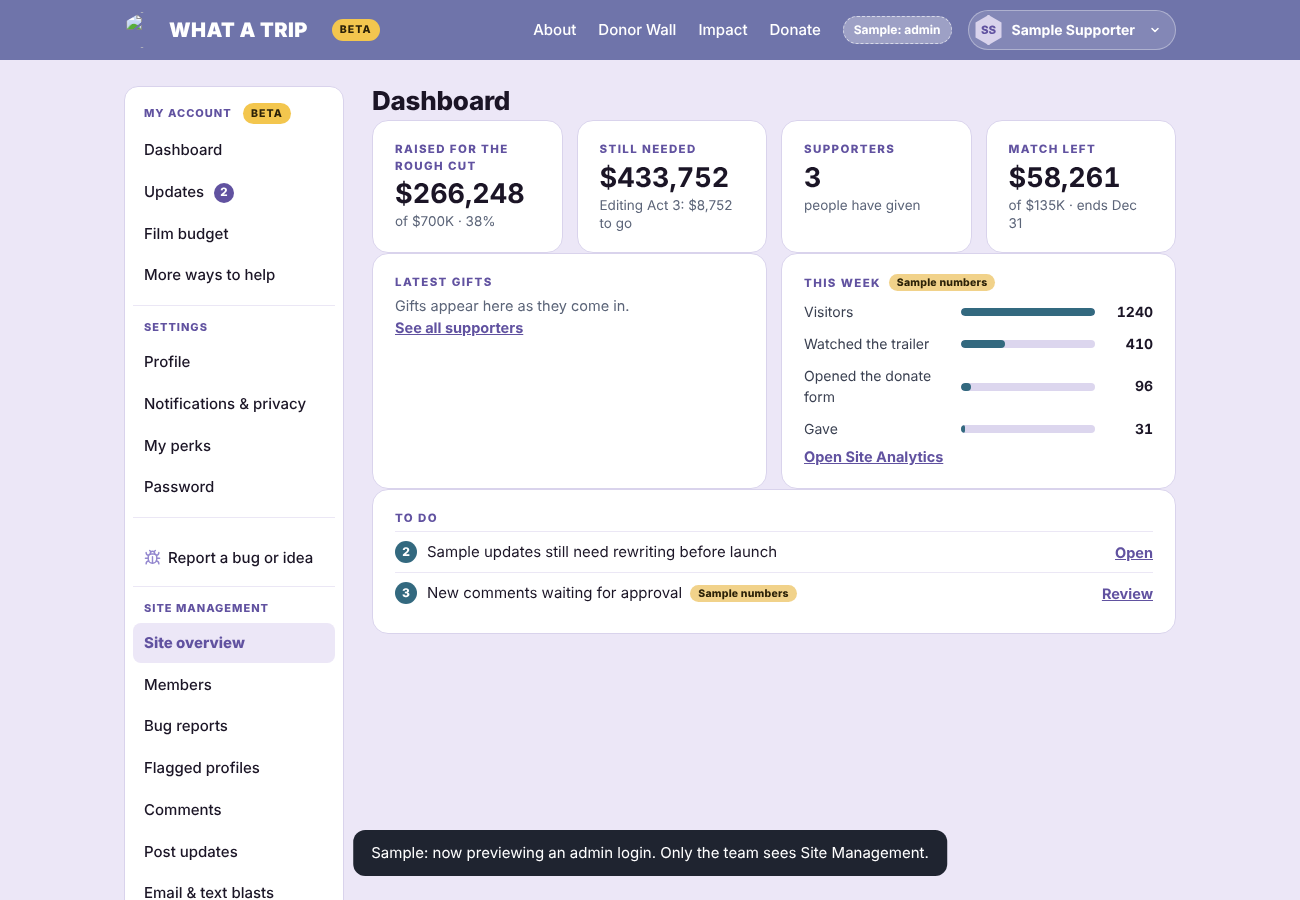 WHAT A TRIP
BETA
About
Donor Wall
Impact
Donate
Sample: admin
SS
Sample Supporter
MY ACCOUNT
BETA
Dashboard
Updates
2
Film budget
More ways to help
SETTINGS
Profile
Notifications & privacy
My perks
Password
Report a bug or idea
SITE MANAGEMENT
Site overview
Members
Bug reports
Flagged profiles
Comments
Post updates
Email & text blasts
Dashboard
RAISED FOR THE
ROUGH CUT
$266,248
of $700K · 38%
STILL NEEDED
$433,752
Editing Act 3: $8,752
to go
SUPPORTERS
3
people have given
MATCH LEFT
$58,261
of $135K · ends Dec
31
LATEST GIFTS
Gifts appear here as they come in.
See all supporters
THIS WEEK
Sample numbers
Visitors
1240
Watched the trailer
410
Opened the donate
form
96
Gave
31
Open Site Analytics
TO DO
2
Sample updates still need rewriting before launch
Open
3
New comments waiting for approval
Sample numbers
Review
Sample: now previewing an admin login. Only the team sees Site Management.